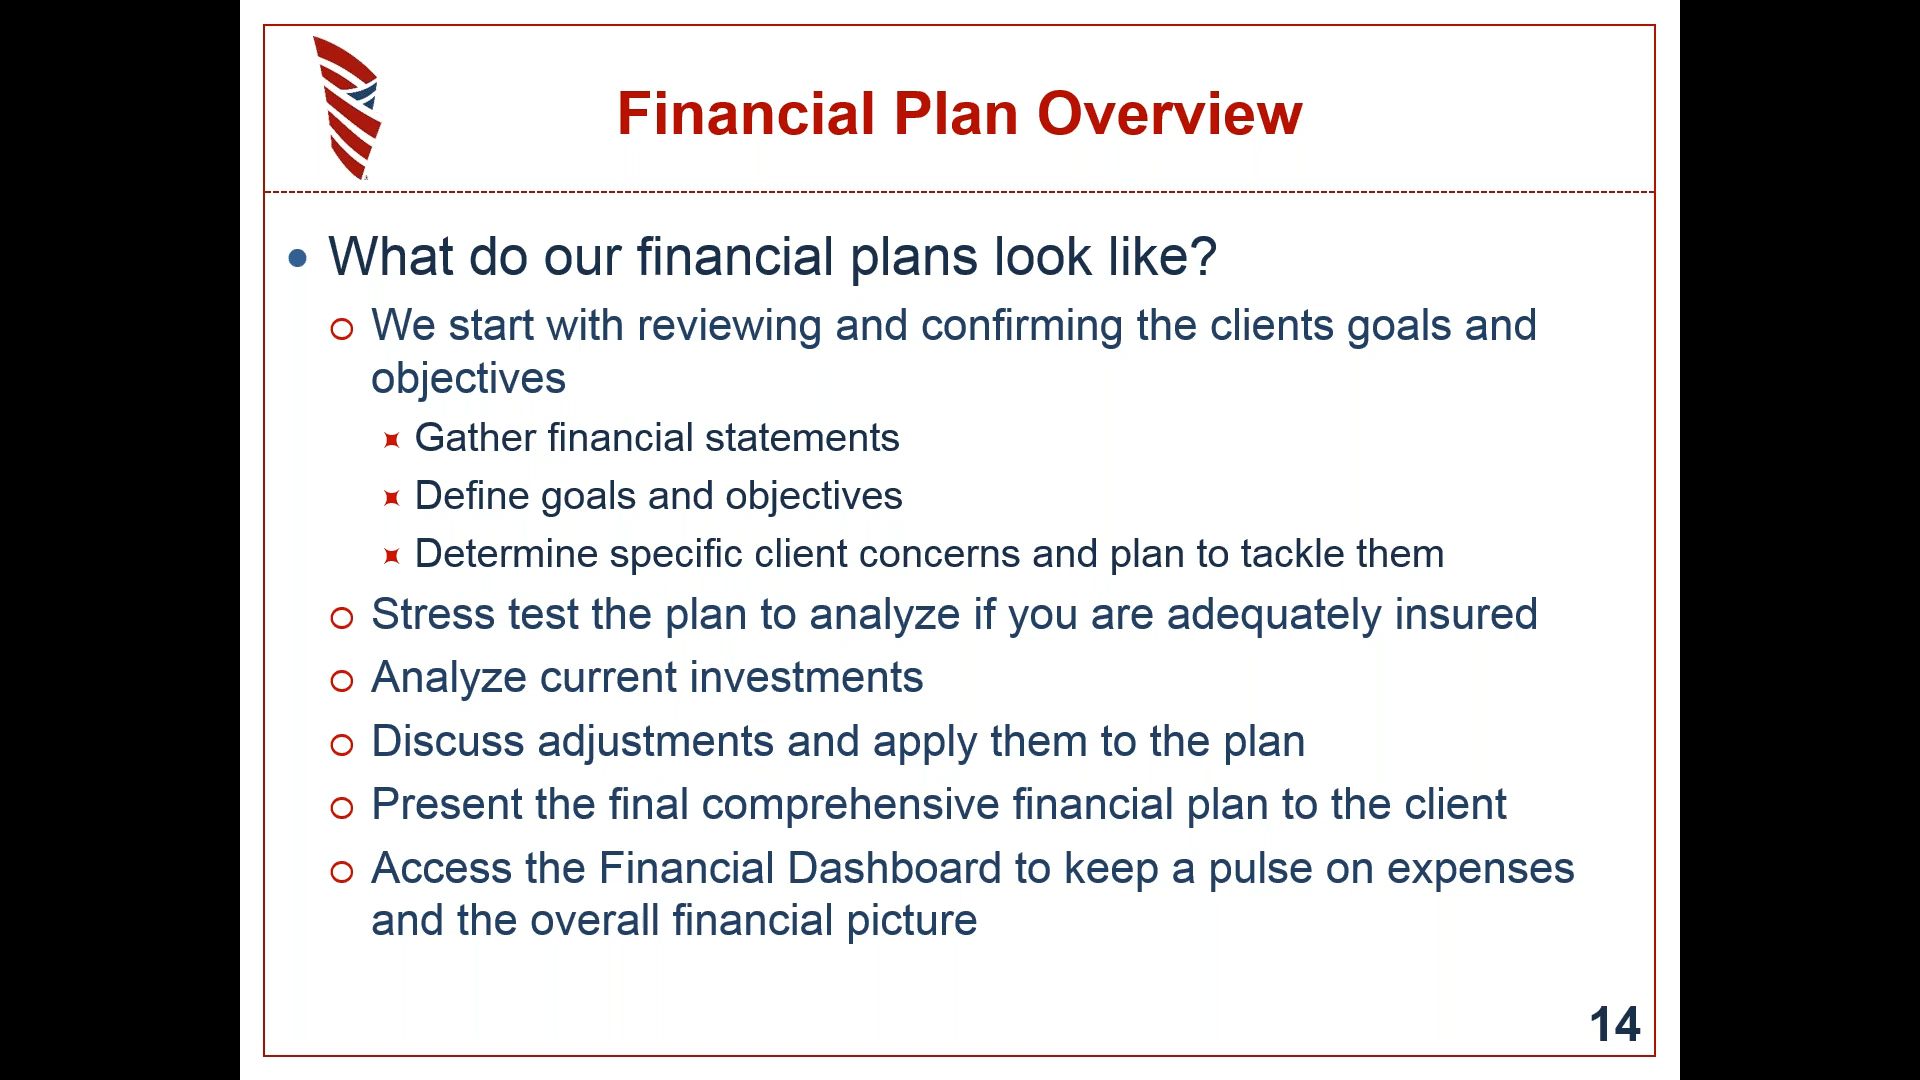 Financial Plan Overview
What do our financial plans look like?
We start with reviewing and confirming the clients goals and
objectives
Gather financial statements
Define goals and objectives
Determine specific client concerns and plan to tackle them
Stress test the plan to analyze if you are adequately insured
Analyze current investments
Discuss adjustments and apply them to the plan
Present the final comprehensive financial plan to the client
Access the Financial Dashboard to keep a pulse on expenses
and the overall financial picture
14